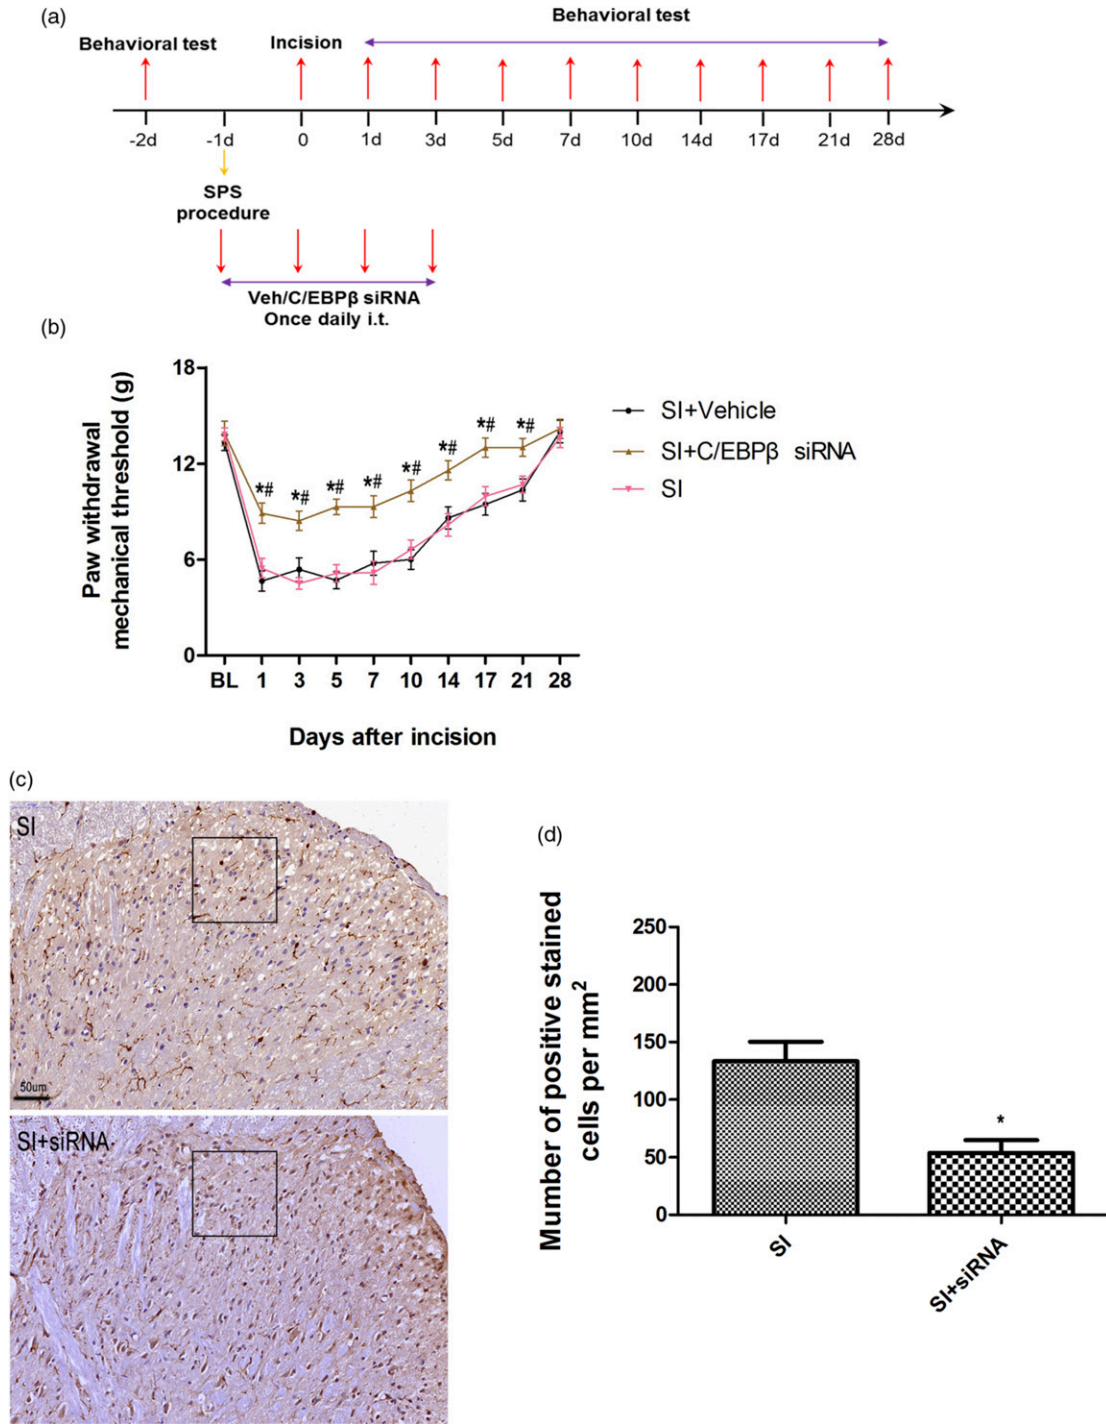 (a)
Behavioral test
Behavioral test
Incision
-2d
-1d
0
1d
3d
5d
7d
10d
14d
17d
21d
28d
SPS
procedure
Veh/C/EBPβ siRNA
Once daily i.t.
(b)
Paw withdrawal
mechanical threshold (g)
18
12
6
0
*#
*#
*#
*#
*#
*#
*#
*#
BL
1
3
5
7
10
14
17
21
28
Days after incision
SI+Vehicle
SI+C/EBPβ siRNA
SI
(c)
SI
50um
SI+siRNA
(d)
Mumber of positive stained
cells per mm²
250
200
150
100
50
0
*
SI
SI+siRNA